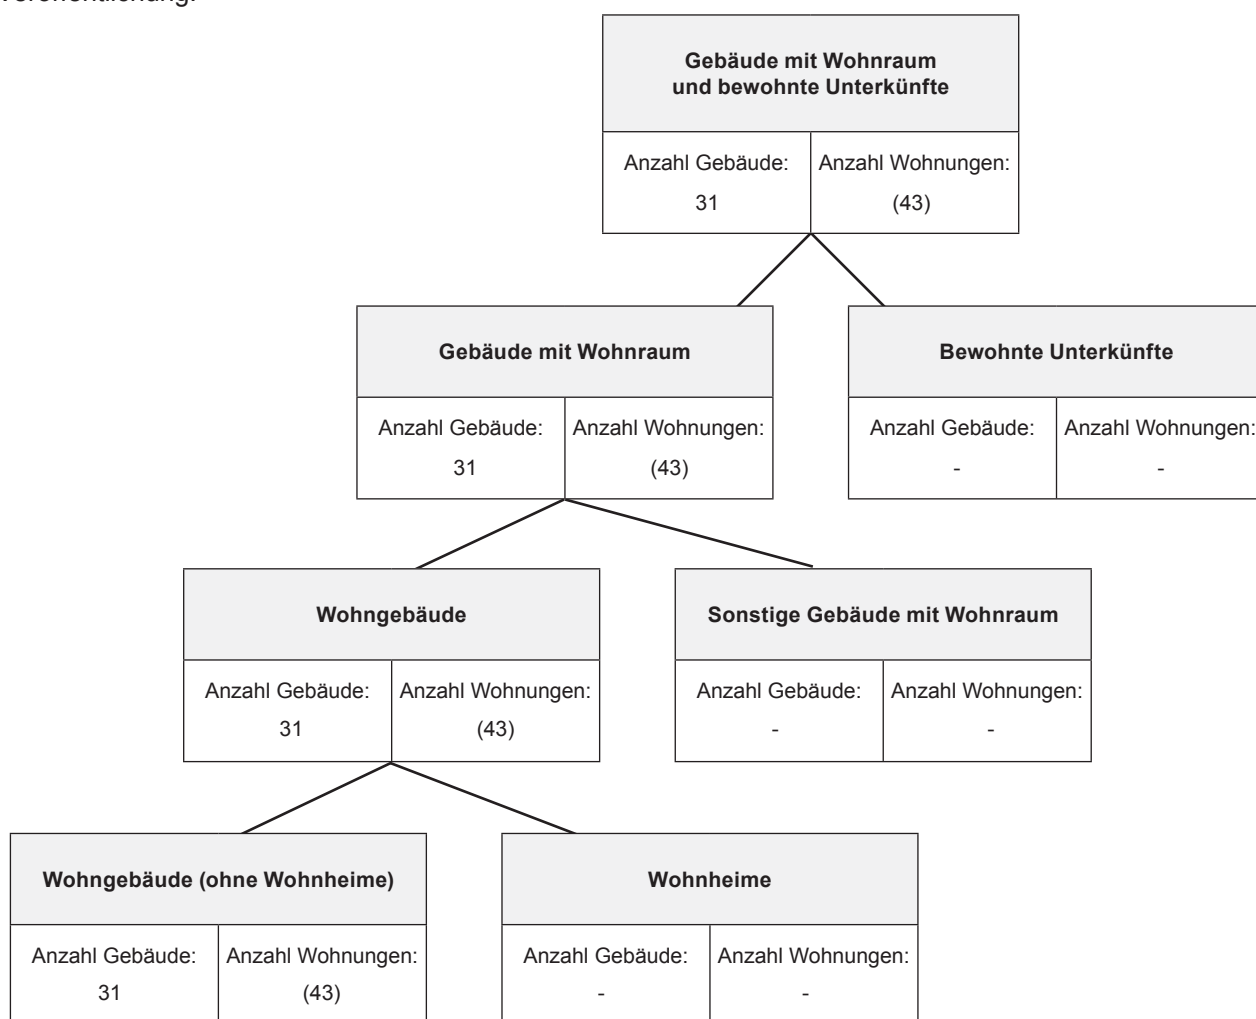 Gebäude mit Wohnraum
und bewohnte Unterkünfte
Anzahl Gebäude: Anzahl Wohnungen:
31 (43)
Gebäude mit Wohnraum Bewohnte Unterkünfte
Anzahl Gebäude: Anzahl Wohnungen: Anzahl Gebäude: Anzahl Wohnungen:
31 (43) - -
Wohngebäude Sonstige Gebäude mit Wohnraum
Anzahl Gebäude: Anzahl Wohnungen: Anzahl Gebäude: Anzahl Wohnungen:
31 (43) - -
Wohngebäude (ohne Wohnheime) Wohnheime
Anzahl Gebäude: Anzahl Wohnungen: Anzahl Gebäude: Anzahl Wohnungen:
31 (43) - -